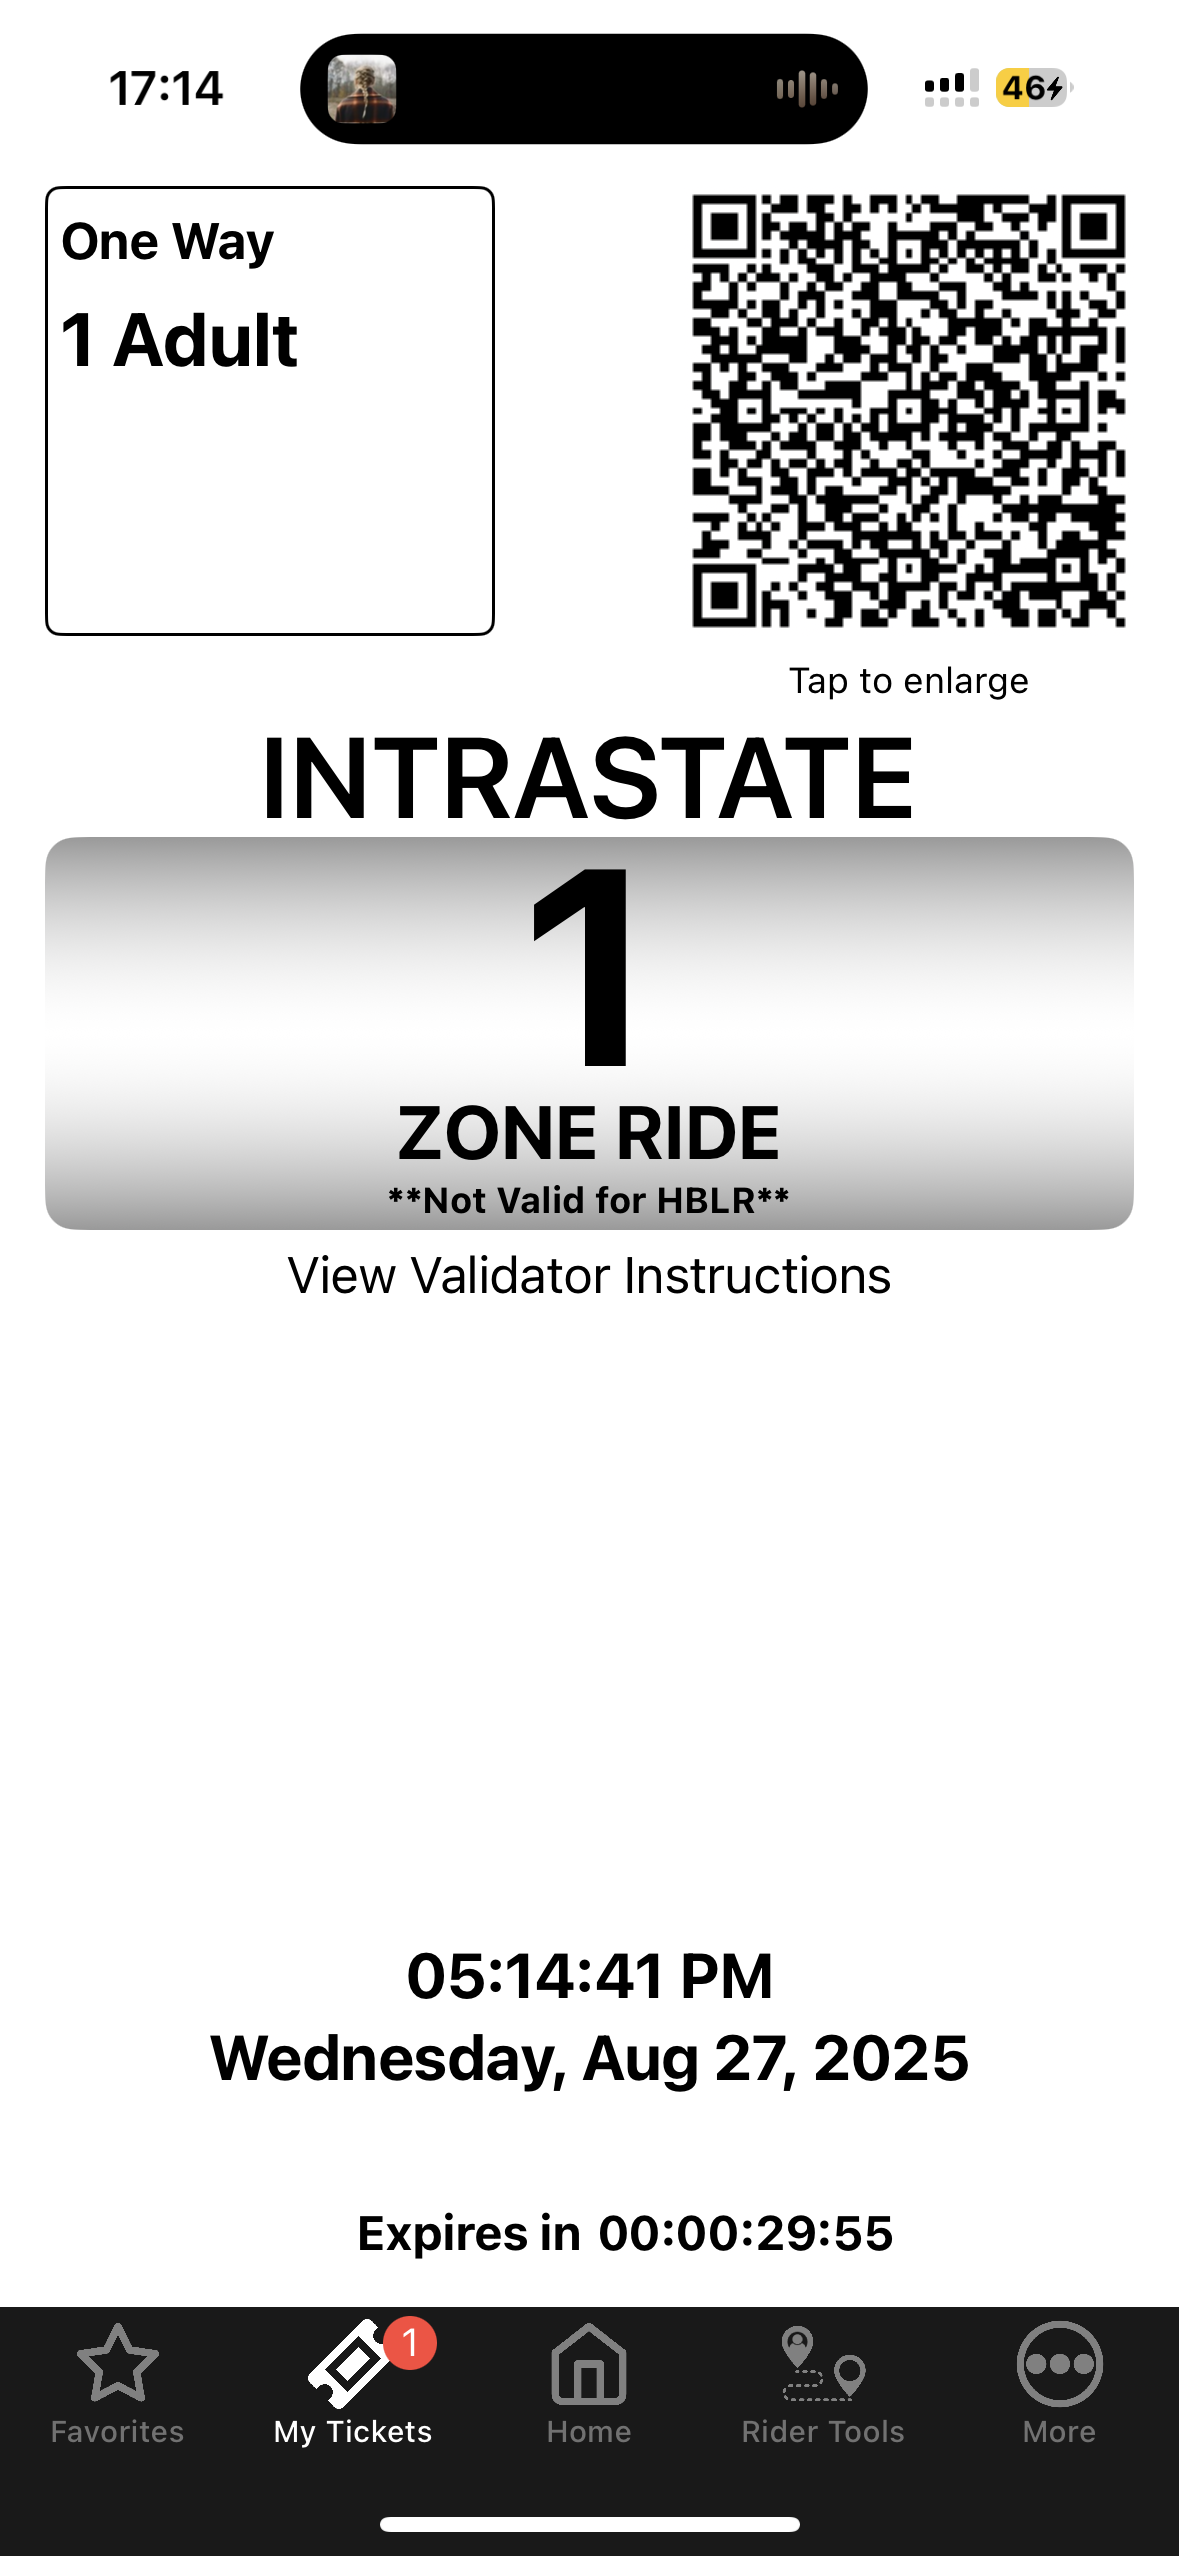 17:14
46
One Way
1 Adult
Tap to enlarge
INTRASTATE
1
ZONE RIDE
**Not Valid for HBLR**
View Validator Instructions
05:14:41 PM
Wednesday, Aug 27, 2025
Expires in 00:00:29:55
1
Favorites
My Tickets
Home
Rider Tools
More